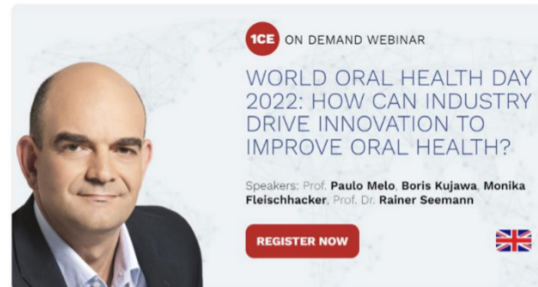 1CE ON DEMAND WEBINAR
WORLD ORAL HEALTH DAY
2022: HOW CAN INDUSTRY
DRIVE INNOVATION TO
IMPROVE ORAL HEALTH?
Speakers: Prof. Paulo Melo, Boris Kujawa, Monika
Fleischhacker, Prof. Dr. Rainer Seemann
REGISTER NOW